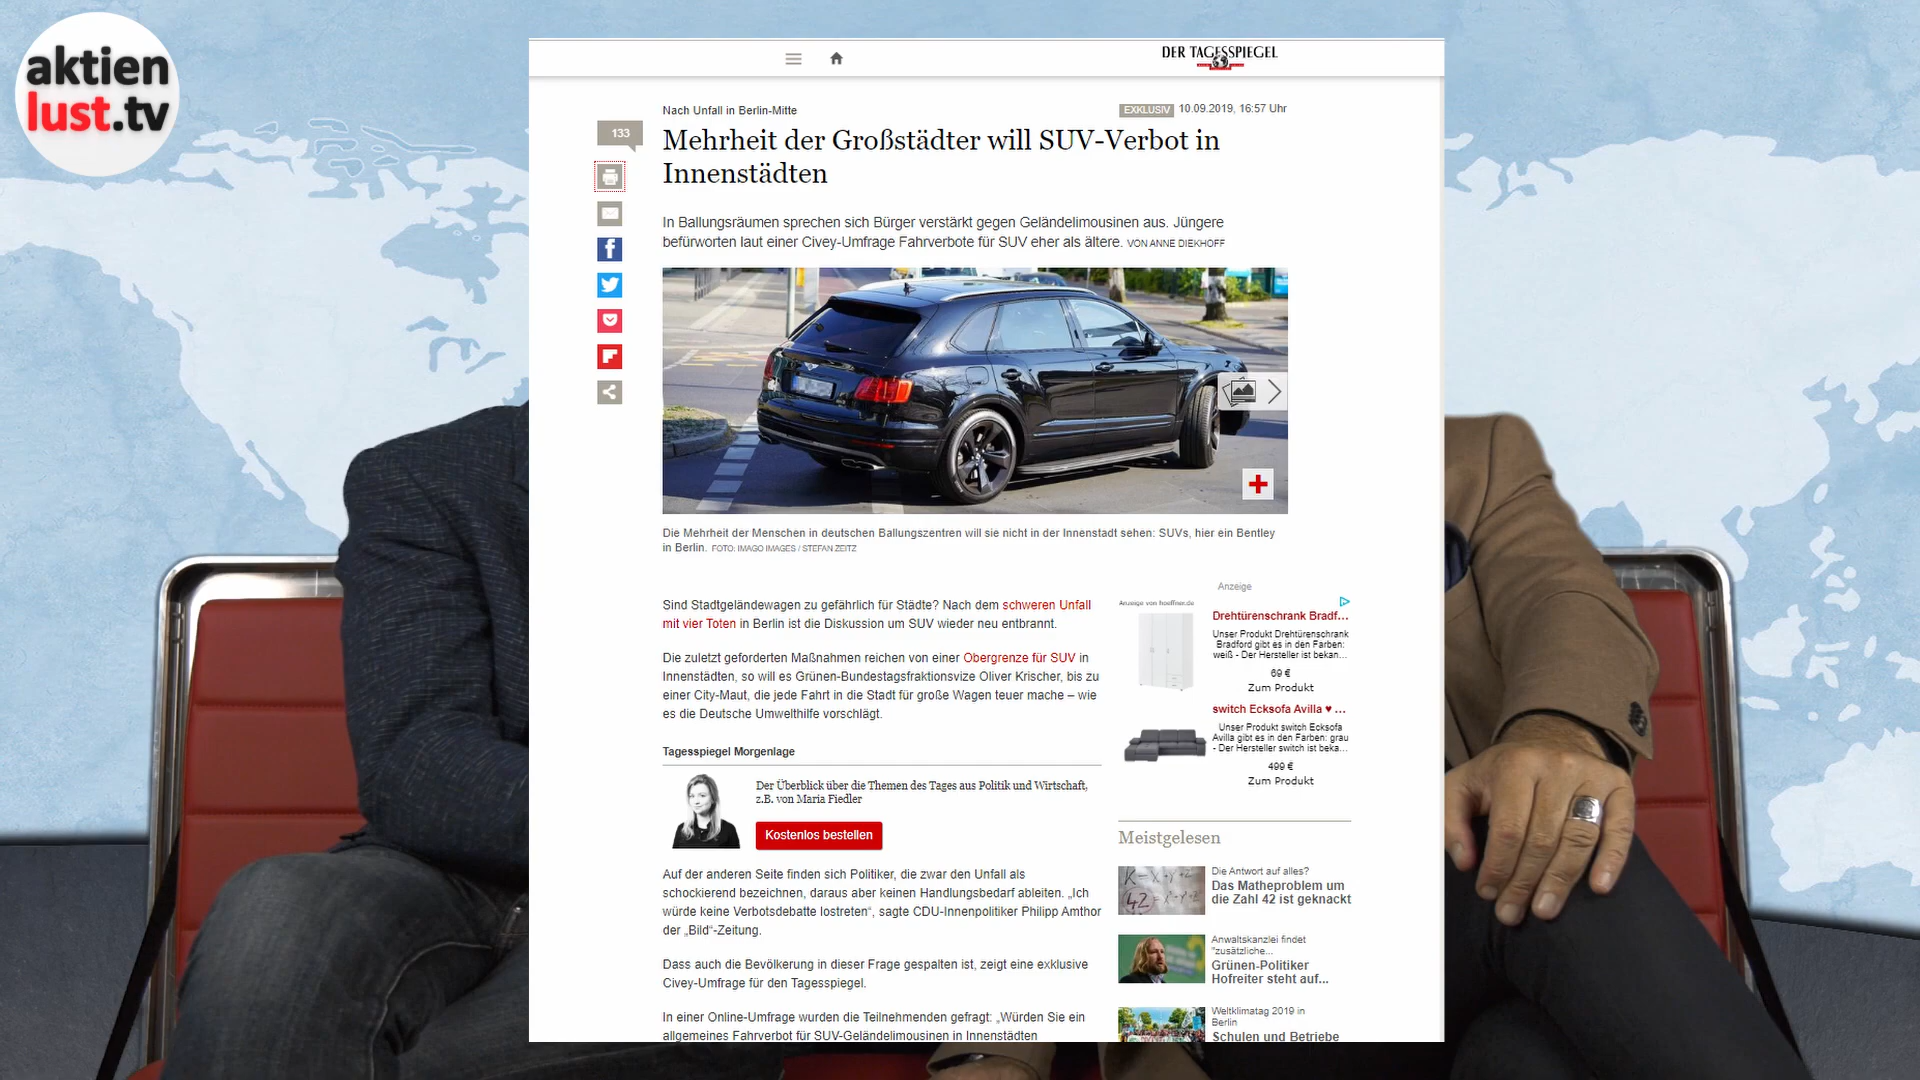 aktien
lust.tv
DER TAGESSPIEGEL
Nach Unfall in Berlin-Mitte
EXKLUSIV 10.09.2019, 16:57 Uhr
133
Mehrheit der Großstädter will SUV-Verbot in
Innenstädten
In Ballungsräumen sprechen sich Bürger verstärkt gegen Geländelimousinen aus. Jüngere
befürworten laut einer Civey-Umfrage Fahrverbote für SUV eher als ältere. VON ANNE DIEKHOFF
Die Mehrheit der Menschen in deutschen Ballungszentren will sie nicht in der Innenstadt sehen: SUVs, hier ein Bentley
in Berlin. FOTO: IMAGO IMAGES / STEFAN ZEITZ
Sind Stadtgeländewagen zu gefährlich für Städte? Nach dem schweren Unfall
mit vier Toten in Berlin ist die Diskussion um SUV wieder neu entbrannt.
Die zuletzt geforderten Maßnahmen reichen von einer Obergrenze für SUV in
Innenstädten, so will es Grünen-Bundestagsfraktionsvize Oliver Krischer, bis zu
einer City-Maut, die jede Fahrt in die Stadt für große Wagen teuer mache – wie
es die Deutsche Umwelthilfe vorschlägt.
Tagesspiegel Morgenlage
Der Überblick über die Themen des Tages aus Politik und Wirtschaft,
z.B. von Maria Fiedler
Kostenlos bestellen
Auf der anderen Seite finden sich Politiker, die zwar den Unfall als
schockierend bezeichnen, daraus aber keinen Handlungsbedarf ableiten. „Ich
würde keine Verbotsdebatte lostreten“, sagte CDU-Innenpolitiker Philipp Amthor
der „Bild“-Zeitung.
Dass auch die Bevölkerung in dieser Frage gespalten ist, zeigt eine exklusive
Civey-Umfrage für den Tagesspiegel.
In einer Online-Umfrage wurden die Teilnehmenden gefragt: „Würden Sie ein
allgemeines Fahrverbot für SUV-Geländelimousinen in Innenstädten
Anzeige
Anzeige von hoeffner.de
Drehtürenschrank Bradf...
Unser Produkt Drehtürenschrank
Bradford gibt es in den Farben:
weiß - Der Hersteller ist bekan...
69 €
Zum Produkt
switch Ecksofa Avilla ♥ ...
Unser Produkt switch Ecksofa
Avilla gibt es in den Farben: grau
- Der Hersteller switch ist beka...
499 €
Zum Produkt
Meistgelesen
Die Antwort auf alles?
Das Matheproblem um
die Zahl 42 ist geknackt
Anwaltskanzlei findet
"zusätzliche...
Grünen-Politiker
Hofreiter steht auf...
Weltklimatag 2019 in
Berlin
Schulen und Betriebe